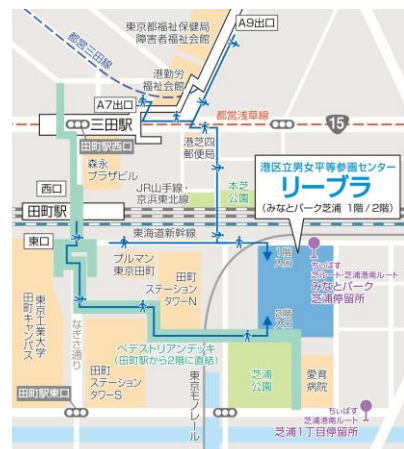 東京都福祉保健局
障害者福祉会館
A9出口
都営三田線
港勤労
福祉会館
A7出口
都営浅草線
15
三田駅
田町駅西口
港芝四
郵便局
森永
プラザビル
港区立男女平等参画センター
リーブラ
(みなとパーク芝浦 1階/2階)
西口
JR山手線・
京浜東北線
本芝
公園
田町駅
東海道新幹線
東口
プルマン
東京田町
田町
ステーション
タワーN
1階
入口
ちぃばす
芝ルート・芝浦港南ルート
みなとパーク
芝浦停留所
2階
入口
東京工業大学
田町キャンパス
なぎさ通り
ペデストリアンデッキ
(田町駅から2階に直結)
田町
ステーション
タワーS
東京モノレール
芝浦
公園
愛育
病院
田町駅東口
ちぃばす
芝浦港南ルート
芝浦1丁目停留所